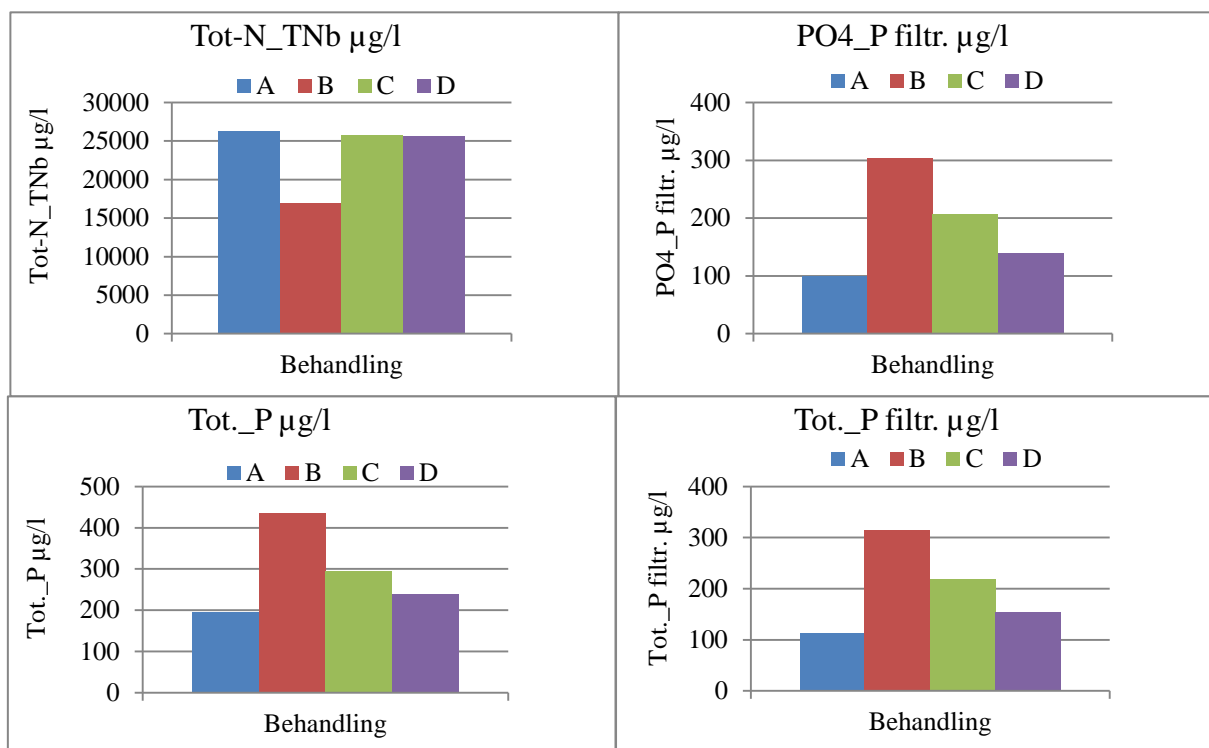 Tot-N_TNb µg/l
A B C D
Tot-N_TNb µg/l
30000
25000
20000
15000
10000
5000
0
Behandling
PO4_P filtr. µg/l
A B C D
PO4_P filtr. µg/l
400
300
200
100
0
Behandling
Tot._P µg/l
A B C D
Tot._P µg/l
500
400
300
200
100
0
Behandling
Tot._P filtr. µg/l
A B C D
Tot._P filtr. µg/l
400
300
200
100
0
Behandling